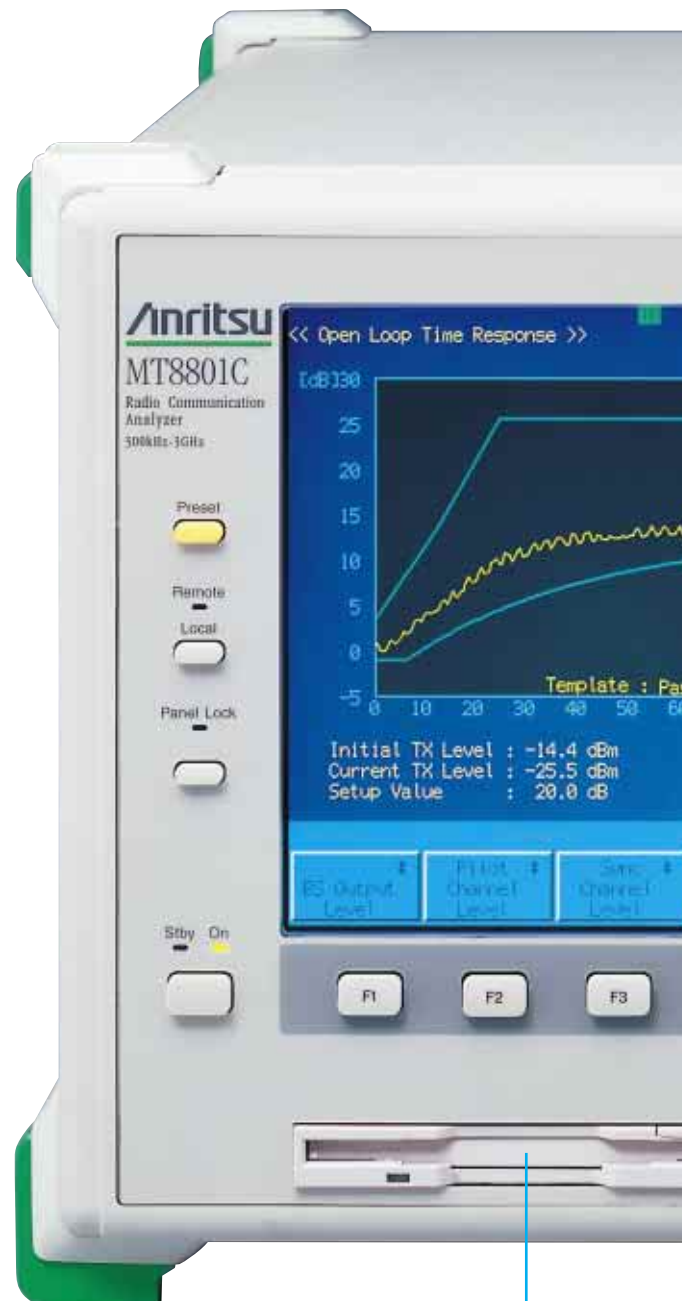 Anritsu
MT8801C
Radio Communication
Analyzer
300kHz-3GHz
Preset
Remote
Local
Panel Lock
Stby On
<< Open Loop Time Response >>
[dB]30
25
20
15
10
5
0
-5
0 10 20 30 40 50
Template : Pas
Initial TX Level : -14.4 dBm
Current TX Level : -25.5 dBm
Setup Value : 20.0 dB
BS Output
Level
Pilot
Channel
Level
Sync
Channel
Level
F1 F2 F3